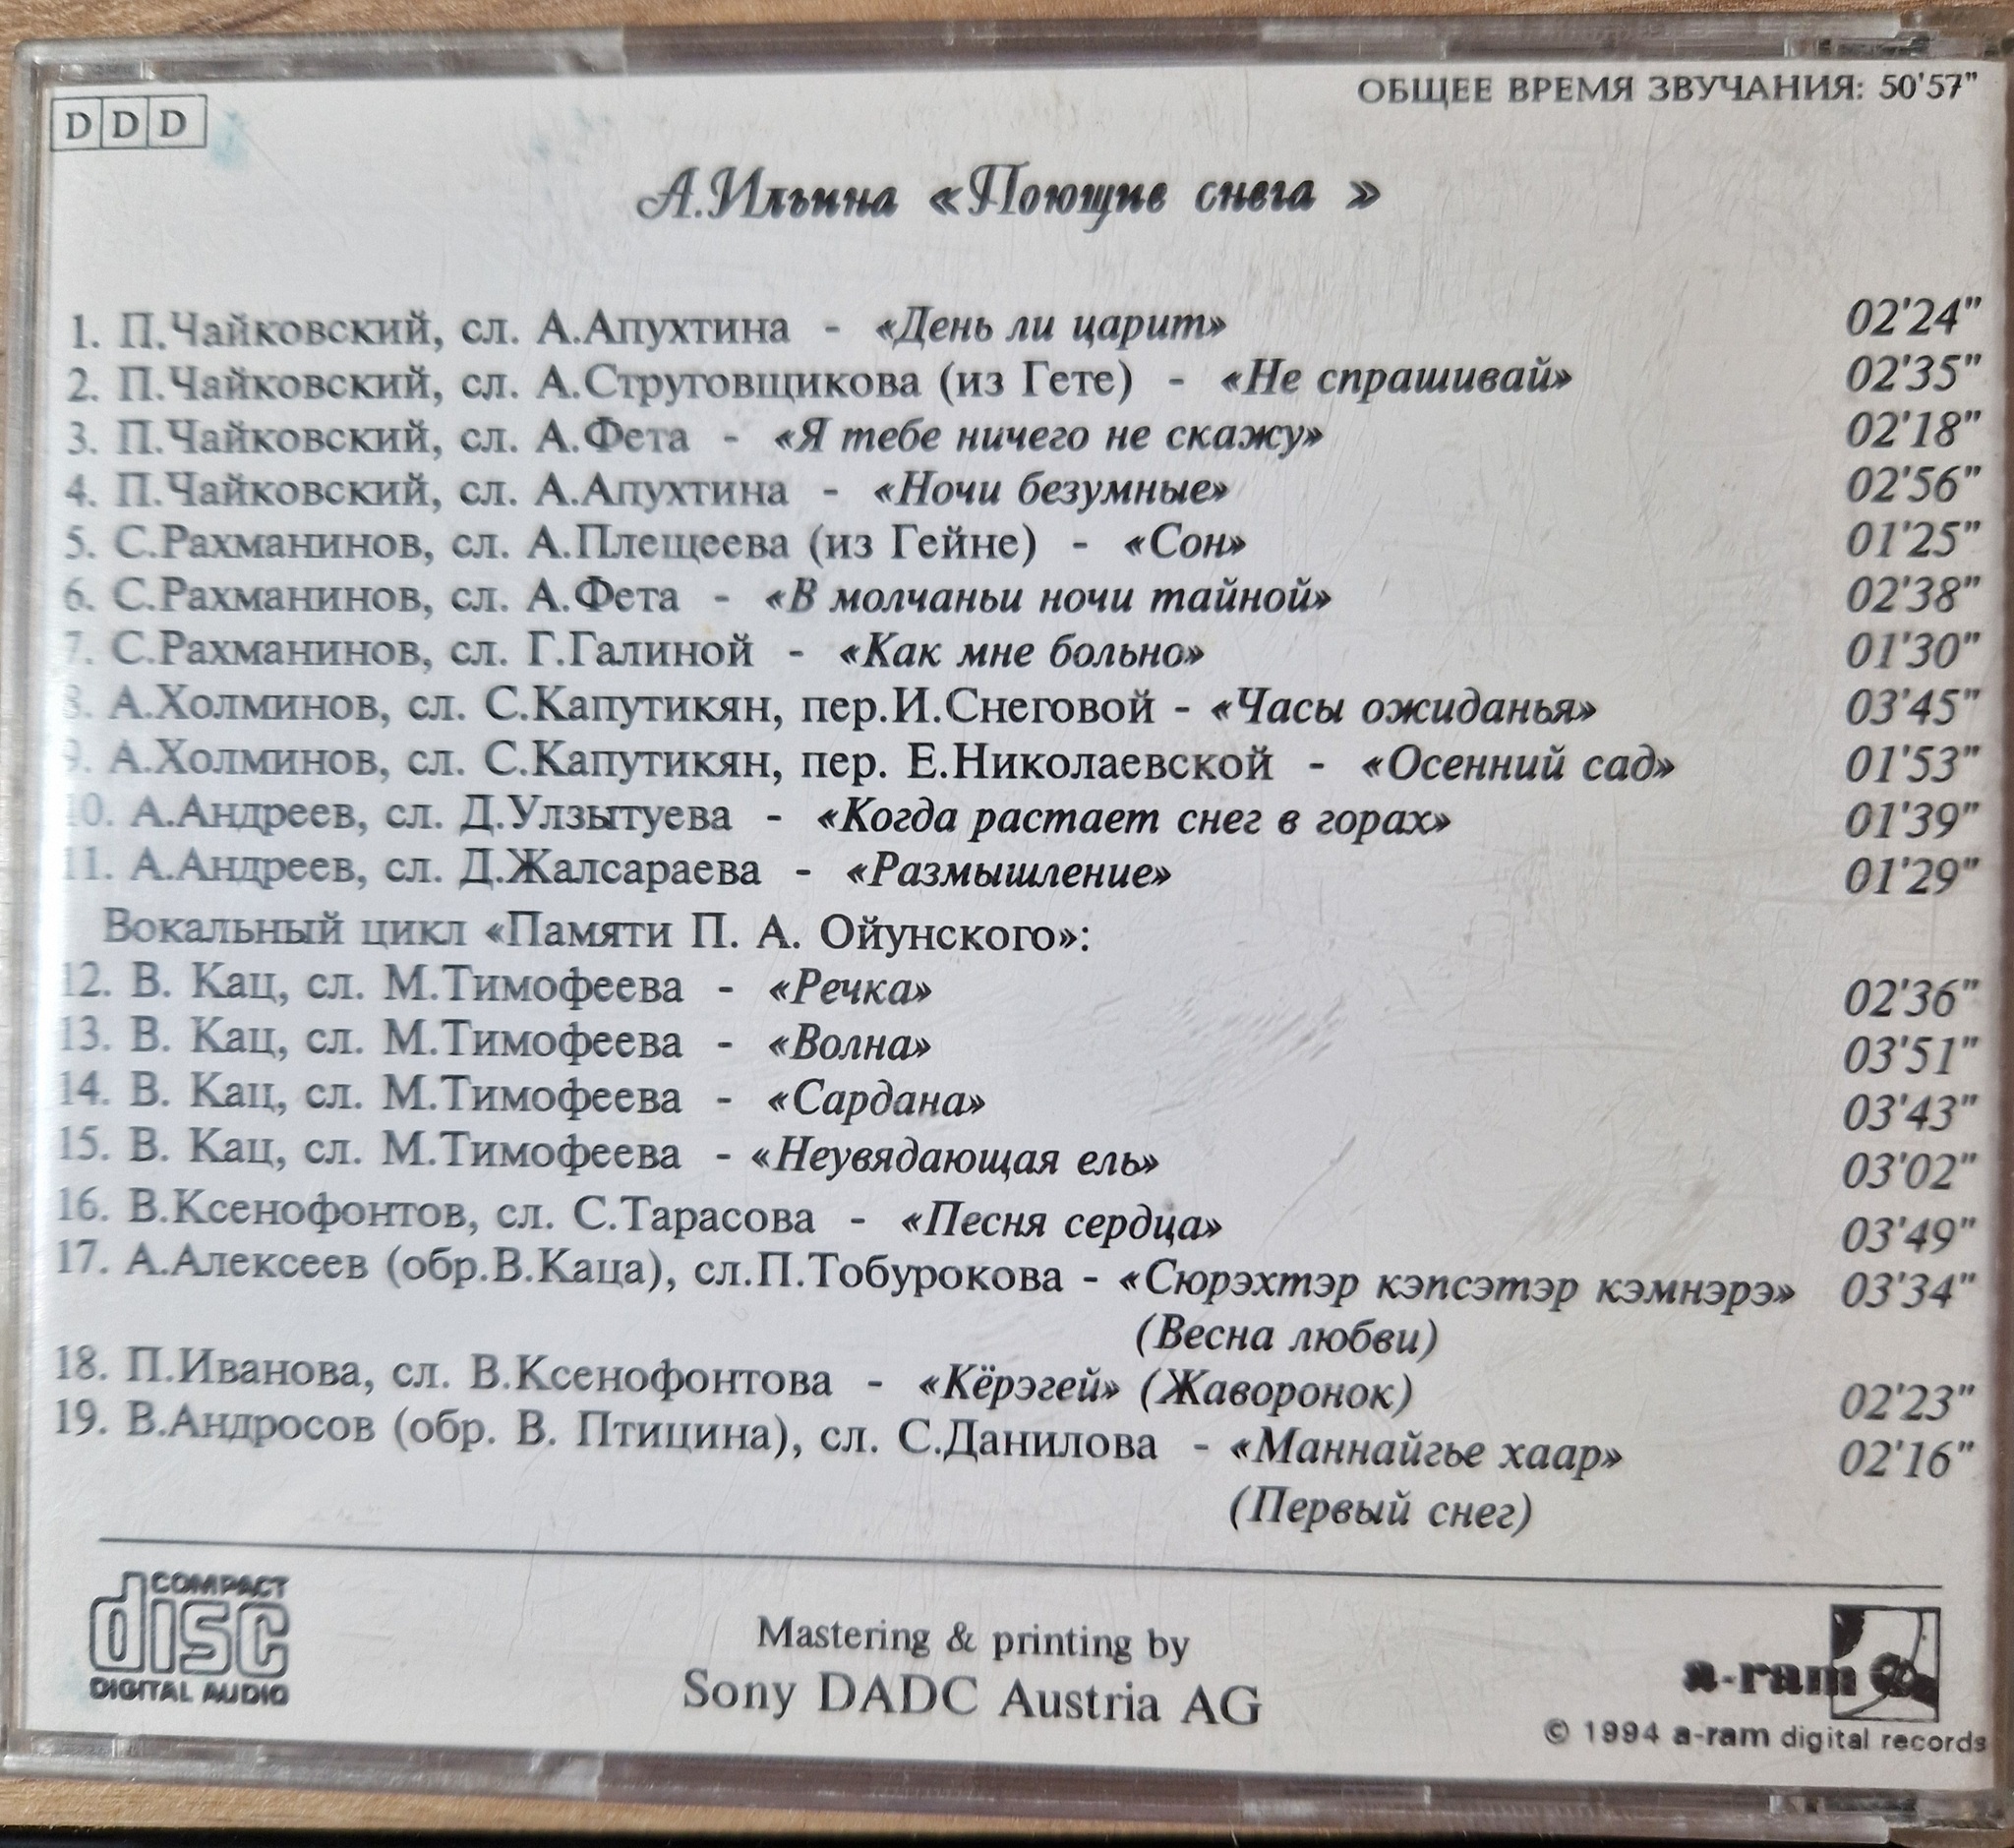 DDD
ОБЩЕЕ ВРЕМЯ ЗВУЧАНИЯ: 50'57"
А.Ильина «Поющие снега »
1. П.Чайковский, сл. А.Апухтина - «День ли царит» 02'24"
2. П.Чайковский, сл. А.Струговщикова (из Гете) - «Не спрашивай» 02'35"
3. П.Чайковский, сл. А.Фета - «Я тебе ничего не скажу» 02'18"
4. П.Чайковский, сл. А.Апухтина - «Ночи безумные» 02'56"
5. С.Рахманинов, сл. А.Плещеева (из Гейне) - «Сон» 01'25"
6. С.Рахманинов, сл. А.Фета - «В молчаньи ночи тайной» 02'38"
7. С.Рахманинов, сл. Г.Галиной - «Как мне больно» 01'30"
8. А.Холминов, сл. С.Капутикян, пер.И.Снеговой - «Часы ожиданья» 03'45"
9. А.Холминов, сл. С.Капутикян, пер. Е.Николаевской - «Осенний сад» 01'53"
10. А.Андреев, сл. Д.Улзытуева - «Когда растает снег в горах» 01'39"
11. А.Андреев, сл. Д.Жалсараева - «Размышление» 01'29"
Вокальный цикл «Памяти П. А. Ойунского»:
12. В. Кац, сл. М.Тимофеева - «Речка» 02'36"
13. В. Кац, сл. М.Тимофеева - «Волна» 03'51"
14. В. Кац, сл. М.Тимофеева - «Сардана» 03'43"
15. В. Кац, сл. М.Тимофеева - «Неувядающая ель» 03'02"
16. В.Ксенофонтов, сл. С.Тарасова - «Песня сердца» 03'49"
17. А.Алексеев (обр.В.Каца), сл.П.Тобурокова - «Сюрэхтэр кэпсэтэр кэмнэрэ» 03'34"
(Весна любви)
18. П.Иванова, сл. В.Ксенофонтова - «Кёрэгей» (Жаворонок) 02'23"
19. В.Андросов (обр. В. Птицина), сл. С.Данилова - «Маннайгье хаар» 02'16"
(Первый снег)
COMPACT
disc
DIGITAL AUDIO
Mastering & printing by
Sony DADC Austria AG
a-ram
© 1994 a-ram digital records